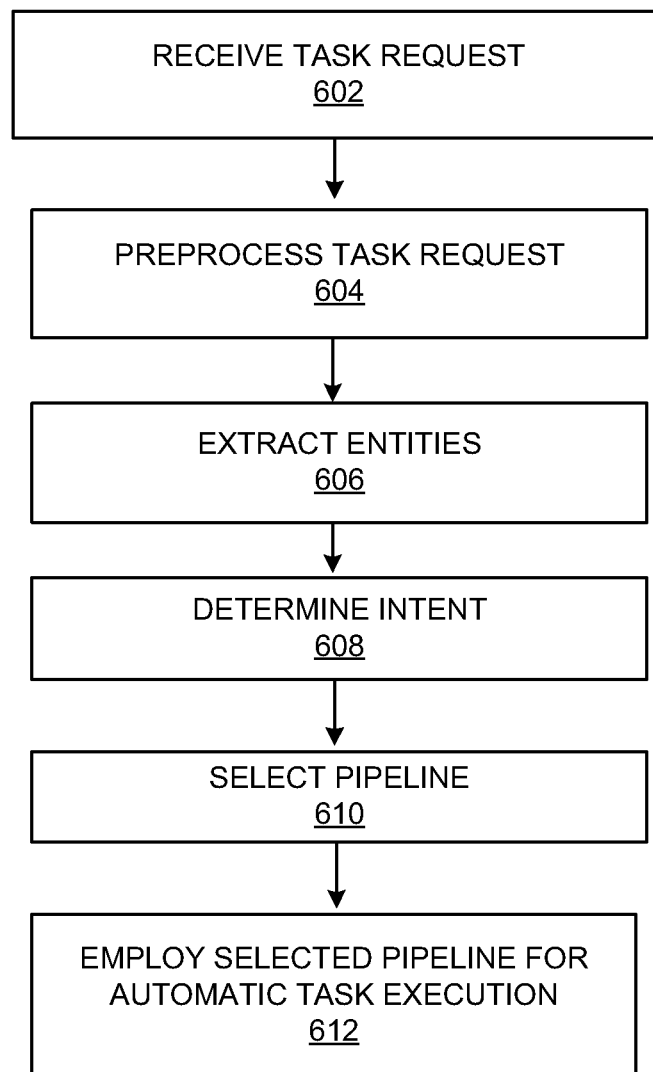 RECEIVE TASK REQUEST
602
PREPROCESS TASK REQUEST
604
EXTRACT ENTITIES
606
DETERMINE INTENT
608
SELECT PIPELINE
610
EMPLOY SELECTED PIPELINE FOR
AUTOMATIC TASK EXECUTION
612